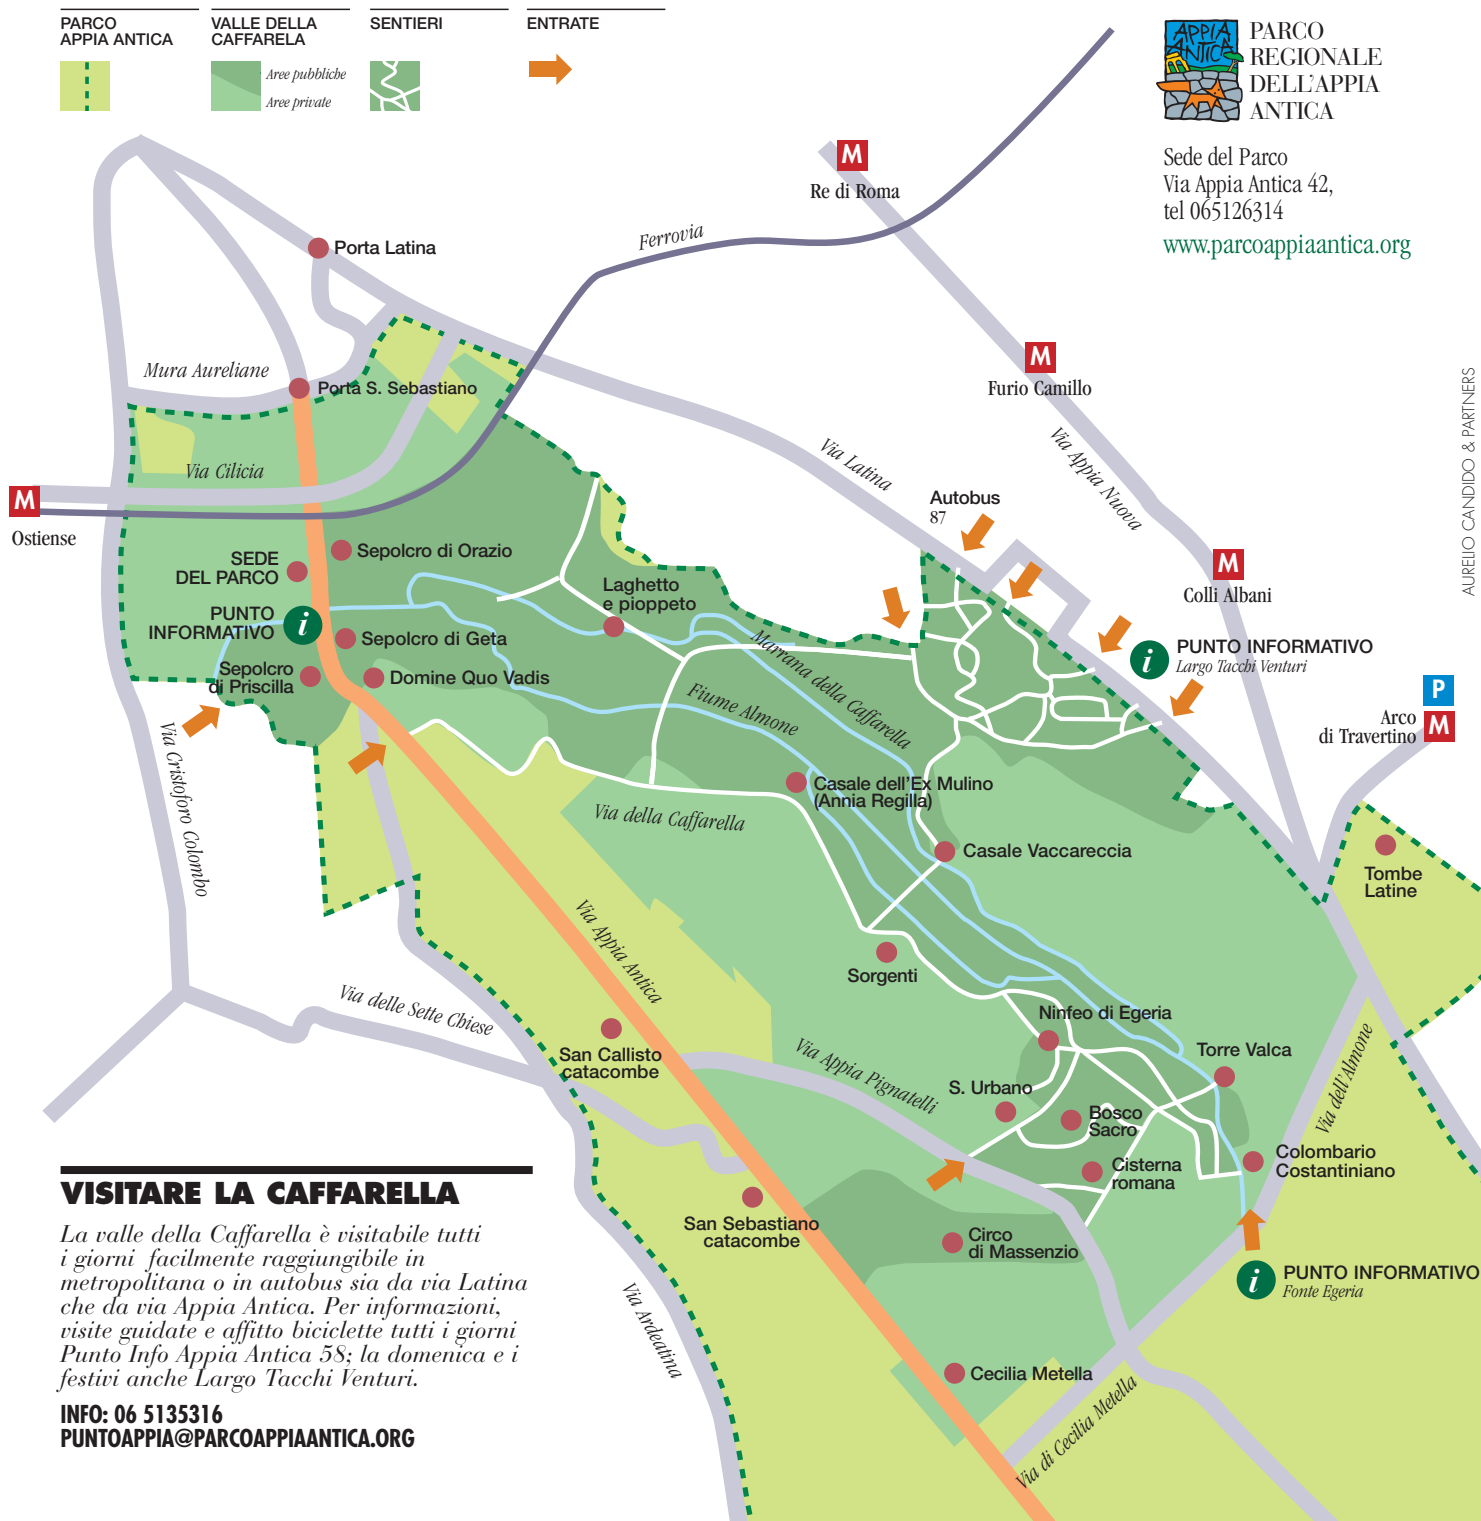 PARCO
APPIA ANTICA
VALLE DELLA
CAFFARELA
Aree pubbliche
Aree private
SENTIERI
ENTRATE
APPIA
ANTICA
PARCO
REGIONALE
DELL'APPIA
ANTICA
Sede del Parco
Via Appia Antica 42,
tel 065126314
www.parcoappiaantica.org
M
Re di Roma
Ferrovia
Porta Latina
M
Furio Camillo
Mura Aureliane
Porta S. Sebastiano
AURELIO CANDIDO & PARTNERS
Via Latina
Via Appia Nuova
Via Cilicia
M
Ostiense
Autobus
87
Sepolcro di Orazio
SEDE
DEL PARCO
M
Colli Albani
Laghetto
e pioppeto
PUNTO
INFORMATIVO
i
Sepolcro di Geta
Marrana della Caffarella
i
PUNTO INFORMATIVO
Largo Tacchi Venturi
Sepolcro
di Priscilla
Domine Quo Vadis
Fiume Almone
P
M
Arco
di Travertino
Via Cristoforo Colombo
Casale dell'Ex Mulino
(Annia Regilla)
Via della Caffarella
Casale Vaccareccia
Tombe
Latine
Via Appia Antica
Sorgenti
Via delle Sette Chiese
Ninfeo di Egeria
San Callisto
catacombe
Via Appia Pignatelli
Torre Valca
Via dell'Almone
S. Urbano
Bosco
Sacro
Cisterna
romana
Colombario
Costantiniano
San Sebastiano
catacombe
Circo
di Massenzio
i
PUNTO INFORMATIVO
Fonte Egeria
Via Ardeatina
Cecilia Metella
Via di Cecilia Metella
VISITARE LA CAFFARELLA
La valle della Caffarella è visitabile tutti
i giorni facilmente raggiungibile in
metropolitana o in autobus sia da via Latina
che da via Appia Antica. Per informazioni,
visite guidate e affitto biciclette tutti i giorni
Punto Info Appia Antica 58; la domenica e i
festivi anche Largo Tacchi Venturi.
INFO: 06 5135316
PUNTOAPPIA@PARCOAPPIAANTICA.ORG